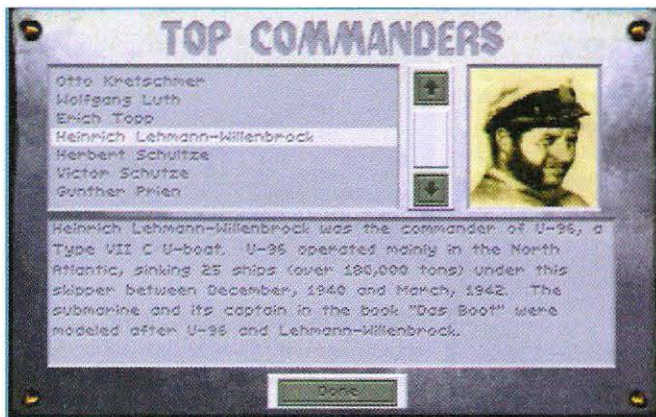 TOP COMMANDERS
Otto Kretschmer
Wolfgang Luth
Erich Topp
Heinrich Lehmann-Willenbrock
Herbert Schultze
Victor Schutze
Gunther Prien
Heinrich Lehmann-Willenbrock was the commander of U-96, a
Type VII C U-boat. U-96 operated mainly in the North
Atlantic, sinking 25 ships (over 180,000 tons) under this
skipper between December, 1940 and March, 1942. The
submarine and its captain in the book "Das Boot" were
modeled after U-96 and Lehmann-Willenbrock.
Done